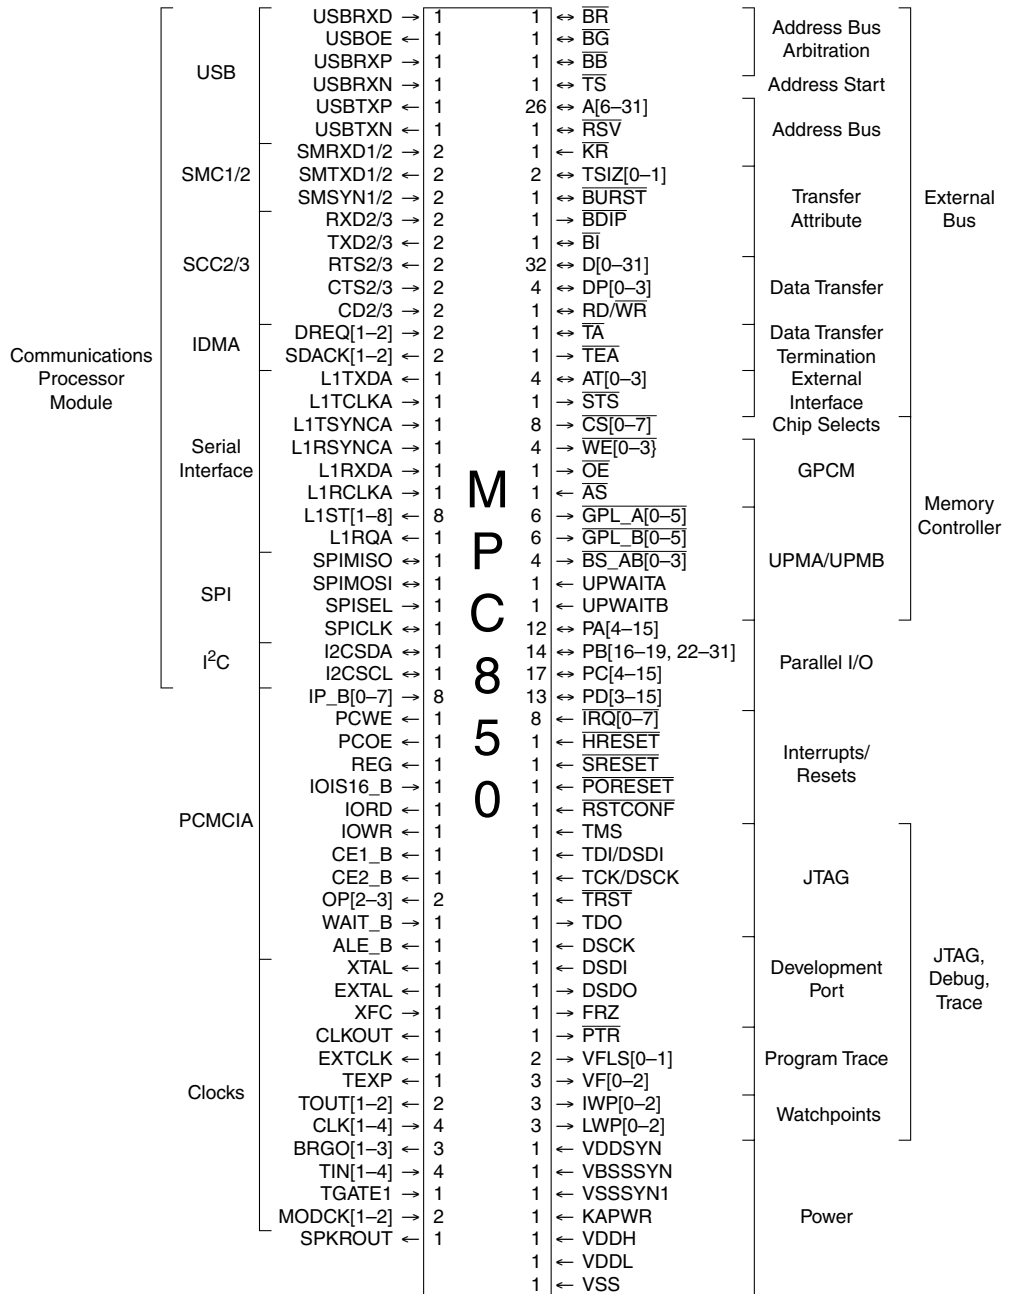 USBRXD → 1 1 ↔ BR
USBOE ← 1 1 ↔ BG
USBRXP → 1 1 ↔ BB
USBRXN → 1 1 ↔ TS
USBTXP ← 1 26 ↔ A[6–31]
USBTXN ← 1 1 ↔ RSV
SMRXD1/2 → 2 1 ← KR
SMTXD1/2 ← 2 2 ↔ TSIZ[0–1]
SMSYN1/2 → 2 1 ↔ BURST
RXD2/3 → 2 1 → BDIP
TXD2/3 ← 2 1 ↔ BI
RTS2/3 ← 2 32 ↔ D[0–31]
CTS2/3 → 2 4 ↔ DP[0–3]
CD2/3 → 2 1 ↔ RD/WR
DREQ[1–2] → 2 1 ↔ TA
SDACK[1–2] ← 2 1 → TEA
L1TXDA ← 1 4 ↔ AT[0–3]
L1TCLKA → 1 1 → STS
L1TSYNCA → 1 8 → CS[0–7]
L1RSYNCA → 1 4 → WE[0–3}
L1RXDA → 1 1 → OE
L1RCLKA → 1 1 ← AS
L1ST[1–8] ← 8 6 → GPL_A[0–5]
L1RQA ← 1 6 → GPL_B[0–5]
SPIMISO ↔ 1 4 → BS_AB[0–3]
SPIMOSI ↔ 1 1 ← UPWAITA
SPISEL → 1 1 ← UPWAITB
SPICLK ↔ 1 12 ↔ PA[4–15]
I2CSDA ↔ 1 14 ↔ PB[16–19, 22–31]
I2CSCL ↔ 1 17 ↔ PC[4–15]
IP_B[0–7] → 8 13 ↔ PD[3–15]
PCWE ← 1 8 ← IRQ[0–7]
PCOE ← 1 1 ← HRESET
REG ← 1 1 ← SRESET
IOIS16_B → 1 1 ← PORESET
IORD ← 1 1 ← RSTCONF
IOWR ← 1 1 ← TMS
CE1_B ← 1 1 ← TDI/DSDI
CE2_B ← 1 1 ← TCK/DSCK
OP[2–3] ← 2 1 ← TRST
WAIT_B → 1 1 → TDO
ALE_B ← 1 1 ← DSCK
XTAL ← 1 1 ← DSDI
EXTAL ← 1 1 → DSDO
XFC → 1 1 → FRZ
CLKOUT ← 1 1 → PTR
EXTCLK ← 1 2 → VFLS[0–1]
TEXP ← 1 3 → VF[0–2]
TOUT[1–2] ← 2 3 → IWP[0–2]
CLK[1–4] → 4 3 → LWP[0–2]
BRGO[1–3] ← 3 1 ← VDDSYN
TIN[1–4] → 4 1 ← VBSSSYN
TGATE1 → 1 1 ← VSSSYN1
MODCK[1–2] → 2 1 ← KAPWR
SPKROUT ← 1 1 ← VDDH
1 ← VDDL
1 ← VSS
Communications
Processor
Module
USB
SMC1/2
SCC2/3
IDMA
Serial
Interface
SPI
I2C
PCMCIA
Clocks
M
P
C
8
5
0
Address Bus
Arbitration
Address Start
Address Bus
Transfer
Attribute
Data Transfer
Data Transfer
Termination
External
Interface
Chip Selects
GPCM
UPMA/UPMB
Parallel I/O
Interrupts/
Resets
JTAG
Development
Port
Program Trace
Watchpoints
Power
External
Bus
Memory
Controller
JTAG,
Debug,
Trace